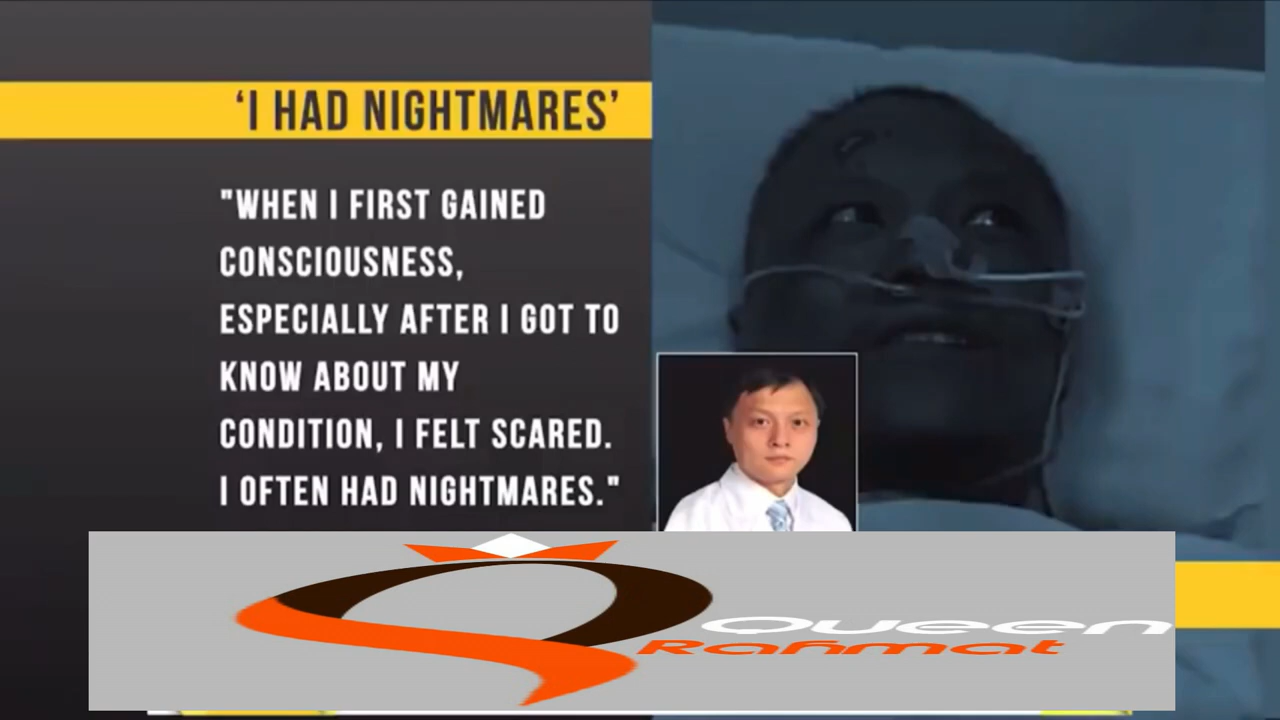 ‘I HAD NIGHTMARES’
"WHEN I FIRST GAINED
CONSCIOUSNESS,
ESPECIALLY AFTER I GOT TO
KNOW ABOUT MY
CONDITION, I FELT SCARED.
I OFTEN HAD NIGHTMARES."
Queen
Rahmat